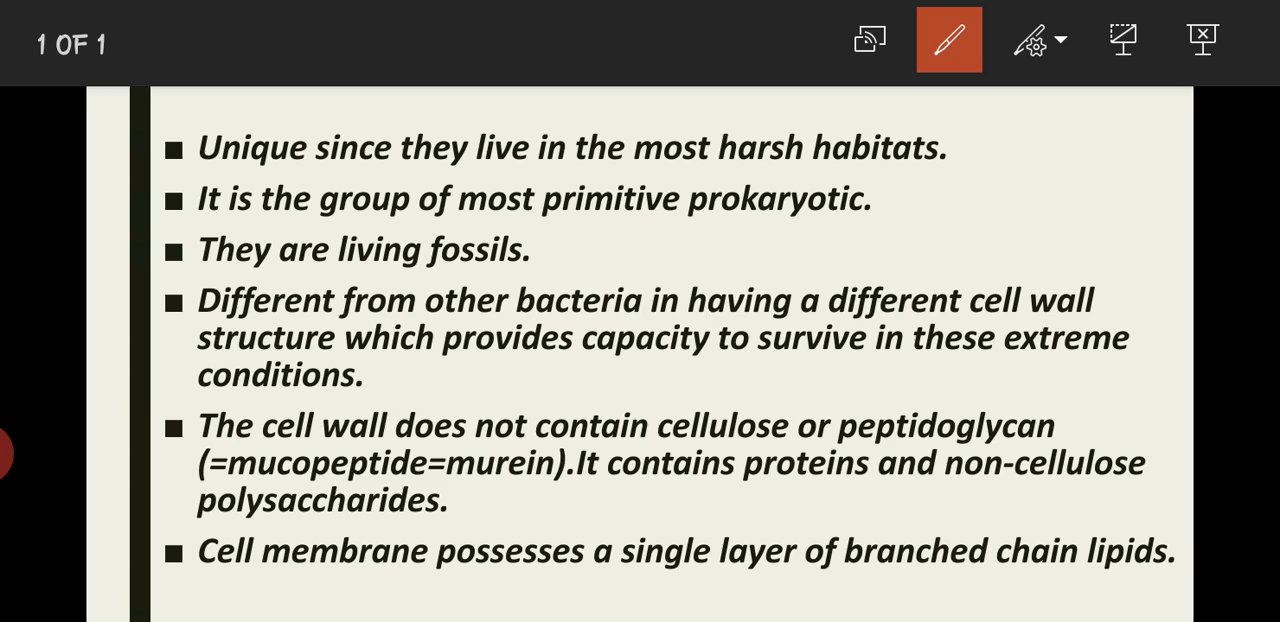 1 OF 1
■ Unique since they live in the most harsh habitats.
■ It is the group of most primitive prokaryotic.
■ They are living fossils.
■ Different from other bacteria in having a different cell wall
structure which provides capacity to survive in these extreme
conditions.
■ The cell wall does not contain cellulose or peptidoglycan
(=mucopeptide=murein).It contains proteins and non-cellulose
polysaccharides.
■ Cell membrane possesses a single layer of branched chain lipids.